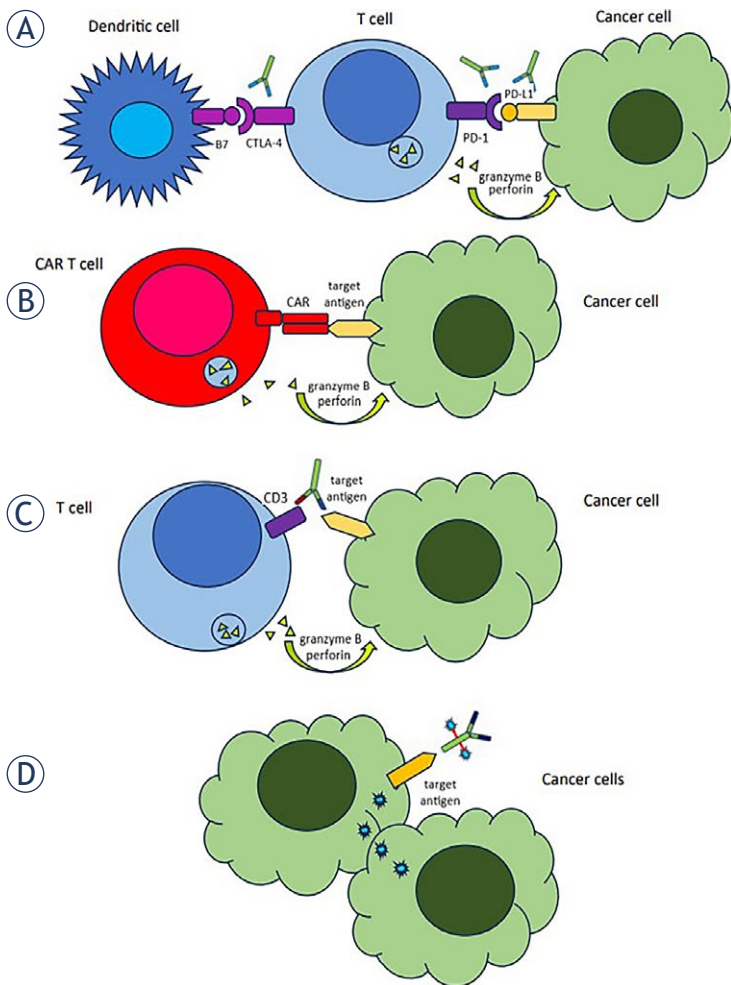 A
Dendritic cell
T cell
Cancer cell
B7
CTLA-4
PD-1
PD-L1
granzyme B
perforin
B
CAR T cell
CAR
target
antigen
Cancer cell
granzyme B
perforin
C
T cell
CD3
target
antigen
Cancer cell
granzyme B
perforin
D
target
antigen
Cancer cells